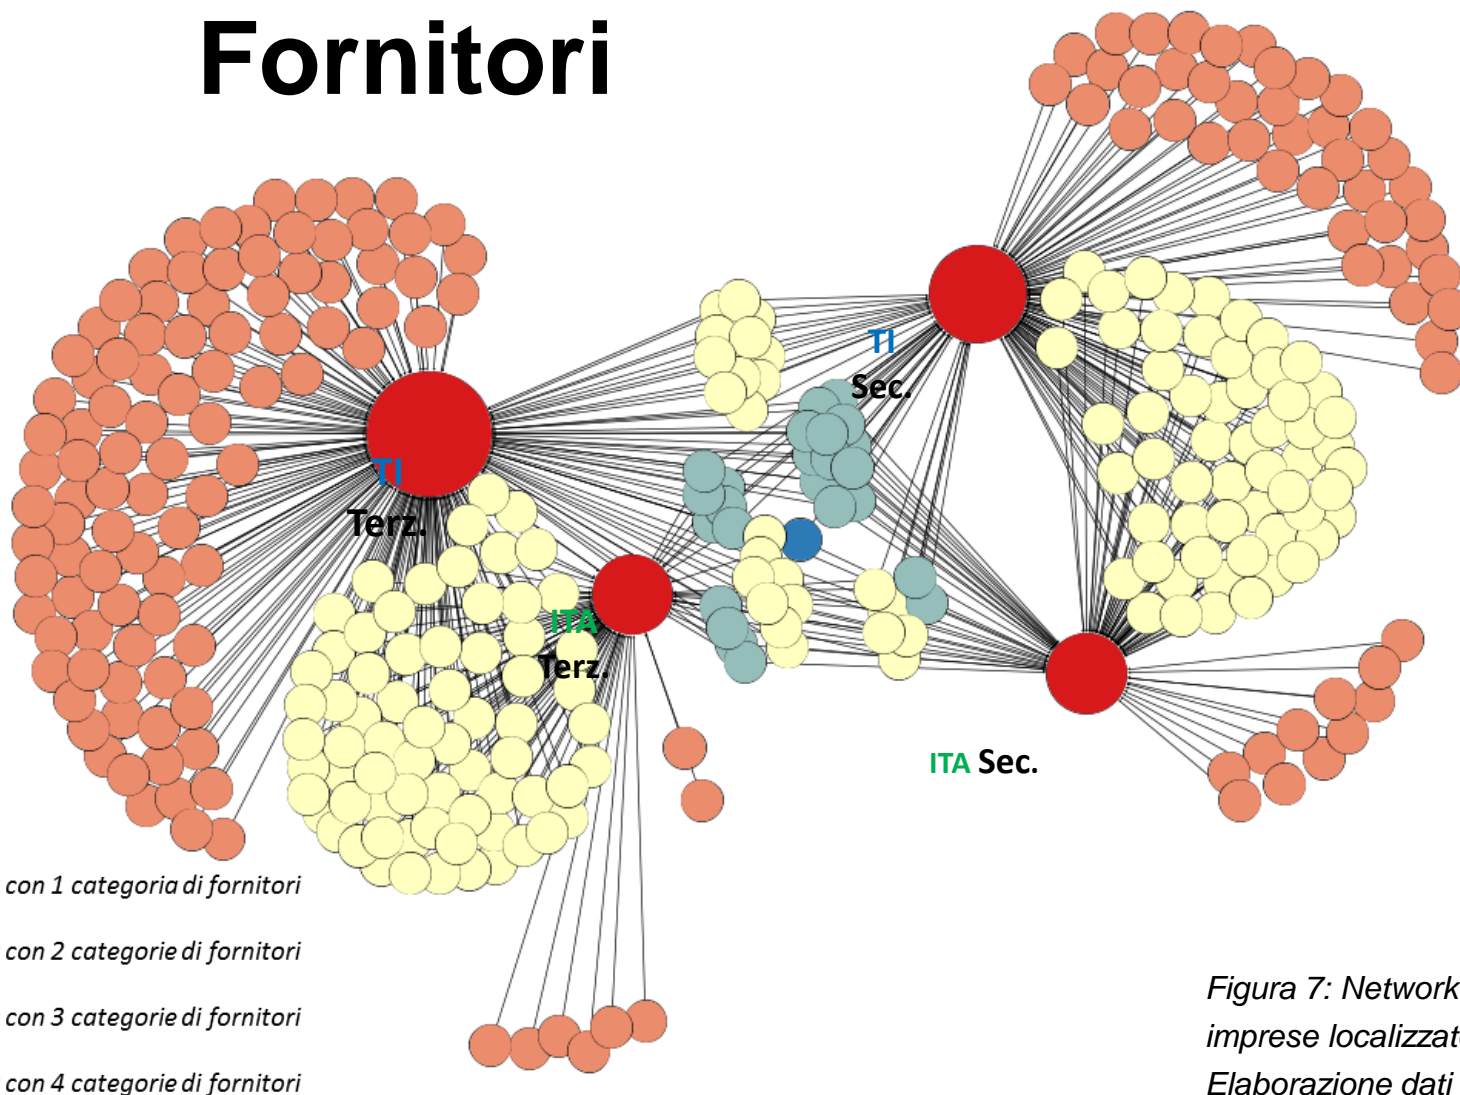 Fornitori
TI
Sec.
TI
Terz.
ITA
Terz.
ITA Sec.
con 1 categoria di fornitori
con 2 categorie di fornitori
con 3 categorie di fornitori
con 4 categorie di fornitori
Figura 7: Network
imprese localizzat
Elaborazione dati